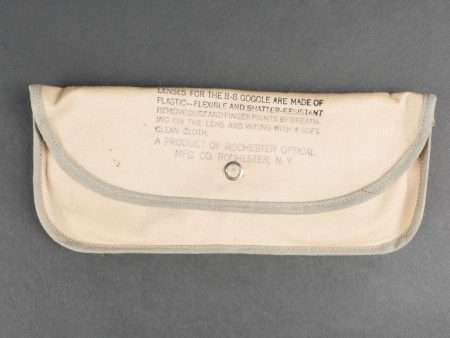 LENSES FOR THE B-8 GOGGLE ARE MADE OF
PLASTIC--FLEXIBLE AND SHATTER-RESISTANT
REMOVE DUST AND FINGER PRINTS BY BREATH-
ING ON THE LENS, AND WIPING WITH A SOFT,
CLEAN CLOTH.
A PRODUCT OF ROCHESTER OPTICAL
MFG. CO. ROCHESTER, N. Y.